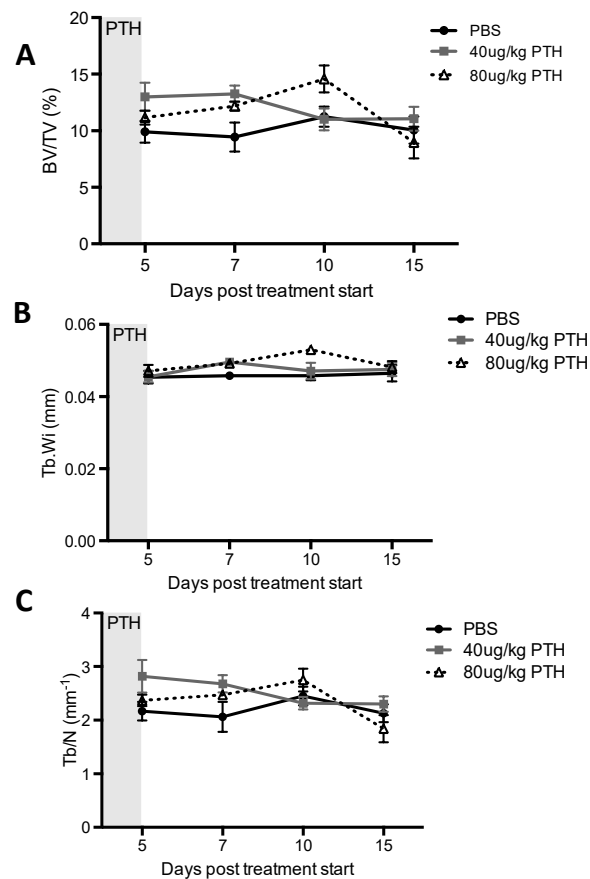 A
PTH
PBS
40ug/kg PTH
80ug/kg PTH
BV/TV (%)
20
15
10
5
0
5 7 10 15
Days post treatment start
B
PTH
PBS
40ug/kg PTH
80ug/kg PTH
Tb.Wi (mm)
0.06
0.04
0.02
0.00
5 7 10 15
Days post treatment start
C
PTH
PBS
40ug/kg PTH
80ug/kg PTH
Tb/N (mm⁻¹)
4
3
2
1
0
5 7 10 15
Days post treatment start